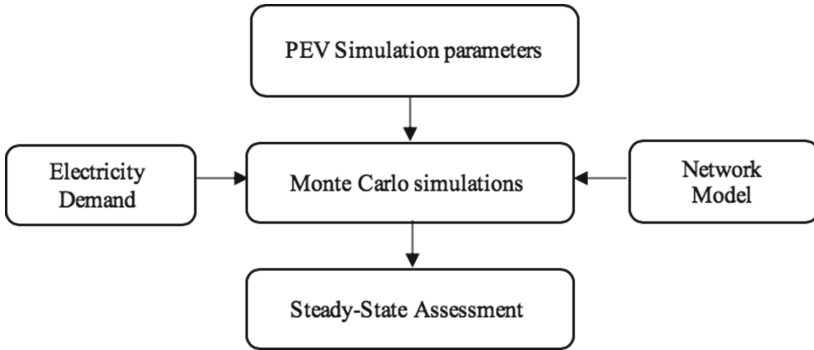 PEV Simulation parameters
Electricity
Demand
Monte Carlo simulations
Network
Model
Steady-State Assessment